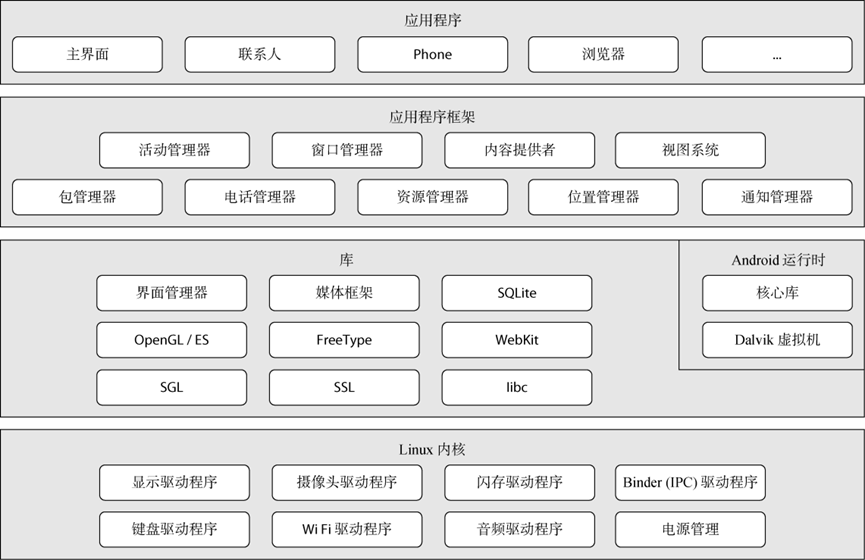 应用程序
主界面
联系人
Phone
浏览器
...
应用程序框架
活动管理器
窗口管理器
内容提供者
视图系统
包管理器
电话管理器
资源管理器
位置管理器
通知管理器
库
界面管理器
媒体框架
SQLite
OpenGL / ES
FreeType
WebKit
SGL
SSL
libc
Android 运行时
核心库
Dalvik 虚拟机
Linux 内核
显示驱动程序
摄像头驱动程序
闪存驱动程序
Binder (IPC) 驱动程序
键盘驱动程序
Wi Fi 驱动程序
音频驱动程序
电源管理